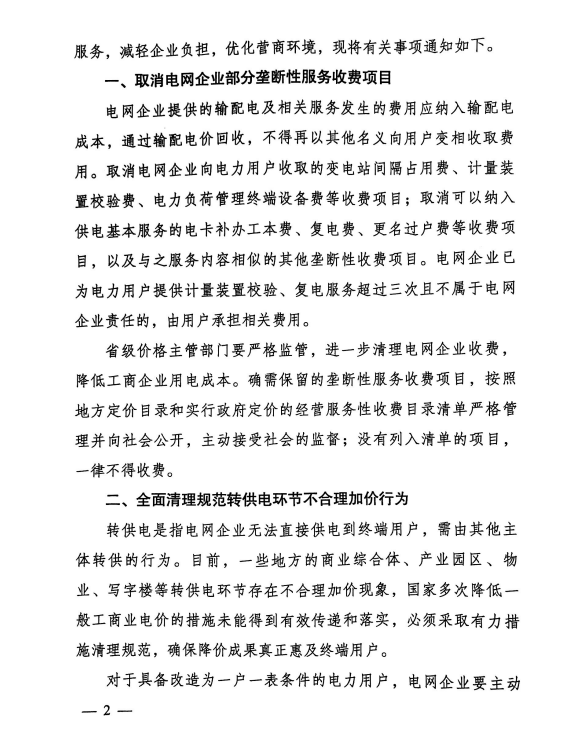 服务，减轻企业负担，优化营商环境，现将有关事项通知如下。
一、取消电网企业部分垄断性服务收费项目
电网企业提供的输配电及相关服务发生的费用应纳入输配电
成本，通过输配电价回收，不得再以其他名义向用户变相收取费
用。取消电网企业向电力用户收取的变电站间隔占用费、计量装
置校验费、电力负荷管理终端设备费等收费项目；取消可以纳入
供电基本服务的电卡补办工本费、复电费、更名过户费等收费项
目，以及与之服务内容相似的其他垄断性收费项目。电网企业已
为电力用户提供计量装置校验、复电服务超过三次且不属于电网
企业责任的，由用户承担相关费用。
省级价格主管部门要严格监管，进一步清理电网企业收费，
降低工商企业用电成本。确需保留的垄断性服务收费项目，按照
地方定价目录和实行政府定价的经营服务性收费目录清单严格管
理并向社会公开，主动接受社会的监督；没有列入清单的项目，
一律不得收费。
二、全面清理规范转供电环节不合理加价行为
转供电是指电网企业无法直接供电到终端用户，需由其他主
体转供的行为。目前，一些地方的商业综合体、产业园区、物
业、写字楼等转供电环节存在不合理加价现象，国家多次降低一
般工商业电价的措施未能得到有效传递和落实，必须采取有力措
施清理规范，确保降价成果真正惠及终端用户。
对于具备改造为一户一表条件的电力用户，电网企业要主动
— 2 —